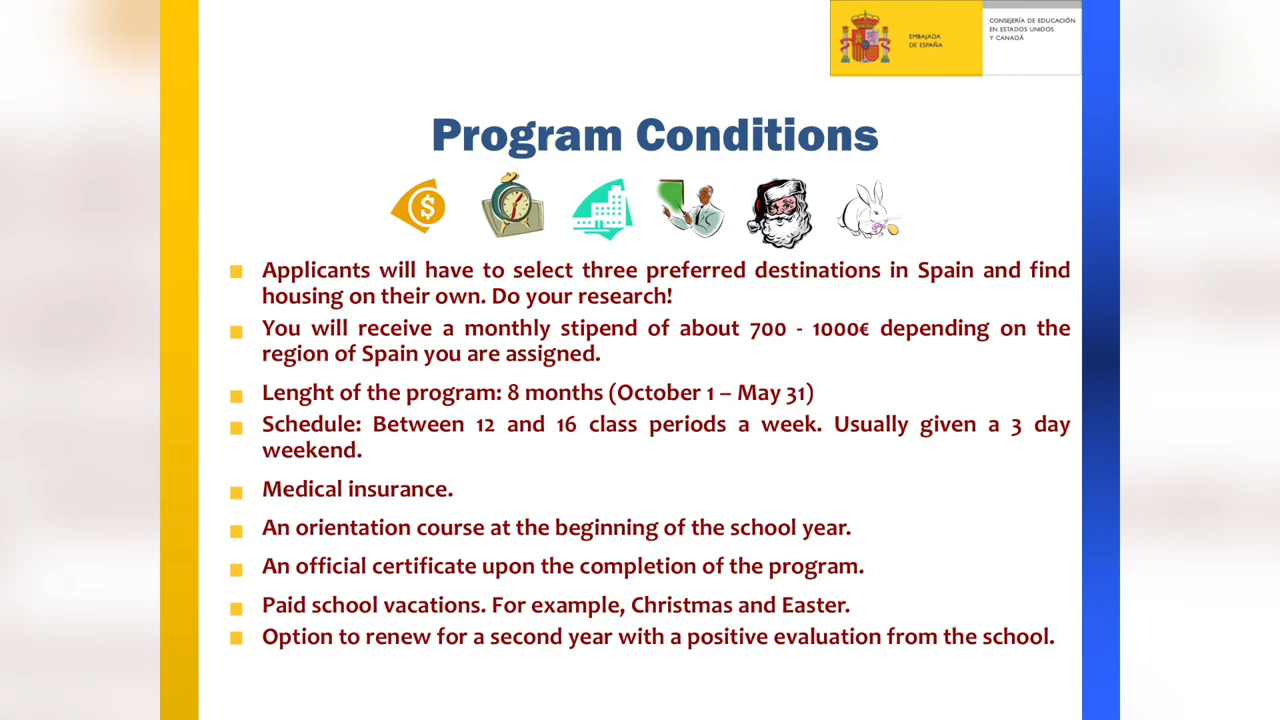 EMBAJADA
DE ESPAÑA
CONSEJERÍA DE EDUCACIÓN
EN ESTADOS UNIDOS
Y CANADÁ
Program Conditions
$
Applicants will have to select three preferred destinations in Spain and find
housing on their own. Do your research!
You will receive a monthly stipend of about 700 - 1000€ depending on the
region of Spain you are assigned.
Lenght of the program: 8 months (October 1 – May 31)
Schedule: Between 12 and 16 class periods a week. Usually given a 3 day
weekend.
Medical insurance.
An orientation course at the beginning of the school year.
An official certificate upon the completion of the program.
Paid school vacations. For example, Christmas and Easter.
Option to renew for a second year with a positive evaluation from the school.